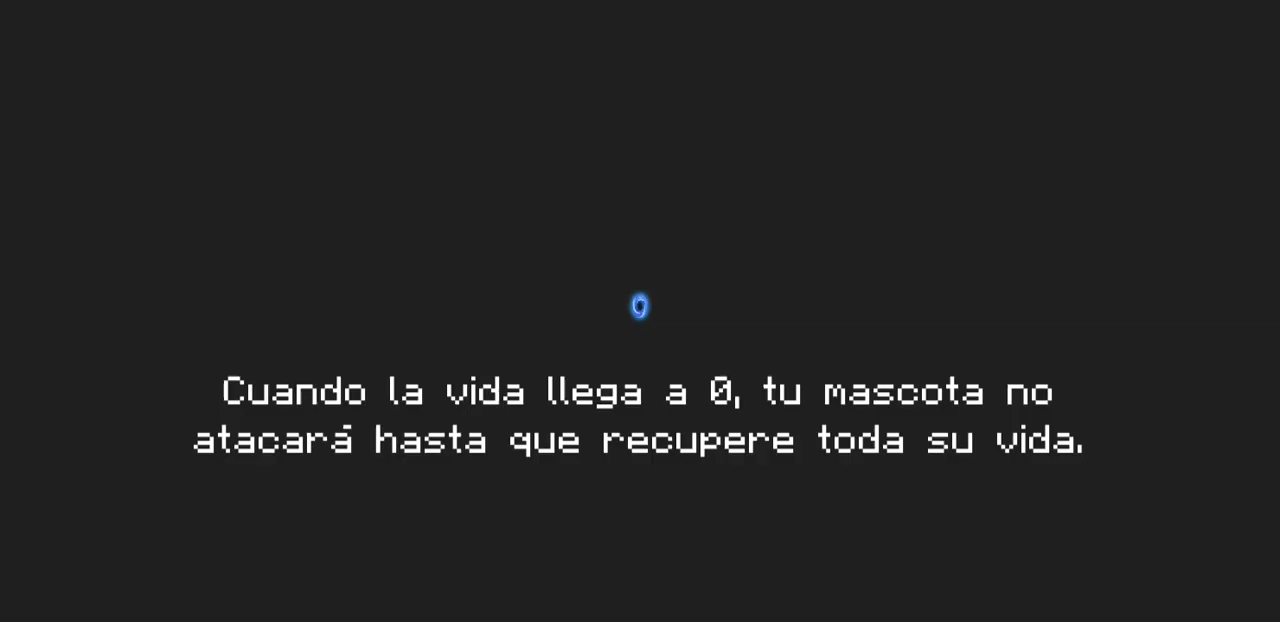 Cuando la vida llega a 0, tu mascota no
atacará hasta que recupere toda su vida.